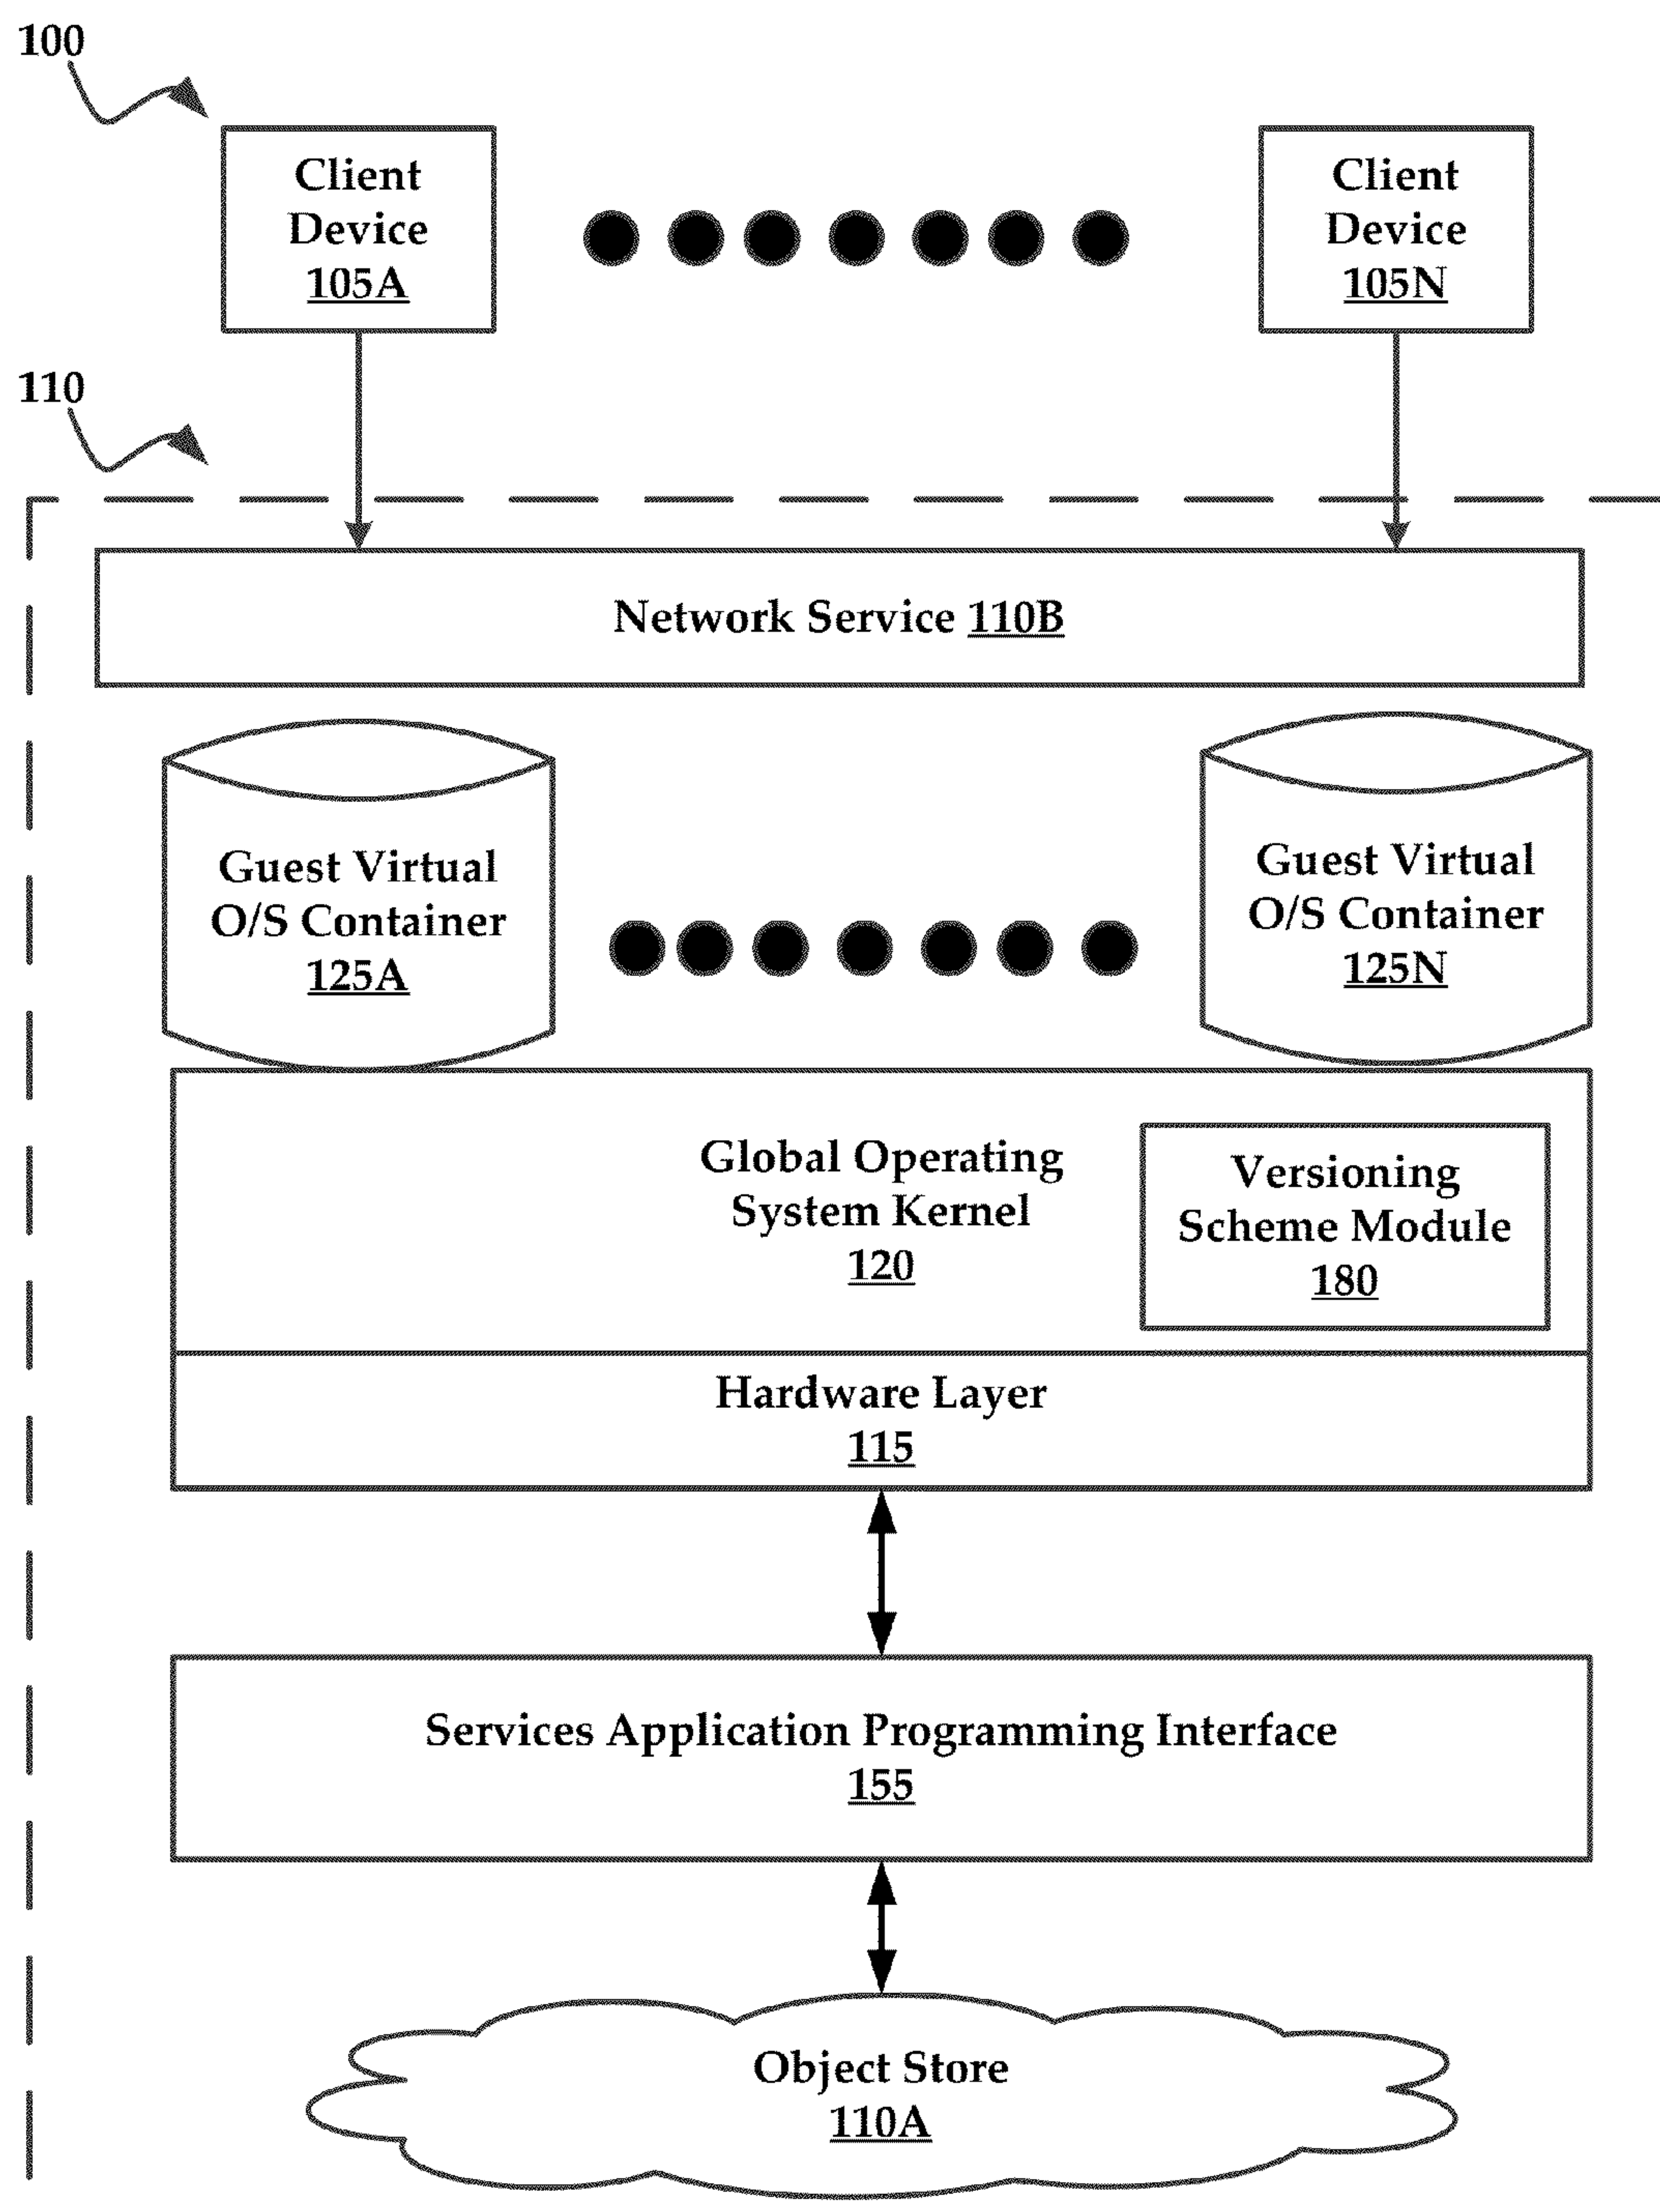 100
Client
Device
105A
Client
Device
105N
110
Network Service 110B
Guest Virtual
O/S Container
125A
Guest Virtual
O/S Container
125N
Global Operating
System Kernel
120
Versioning
Scheme Module
180
Hardware Layer
115
Services Application Programming Interface
155
Object Store
110A